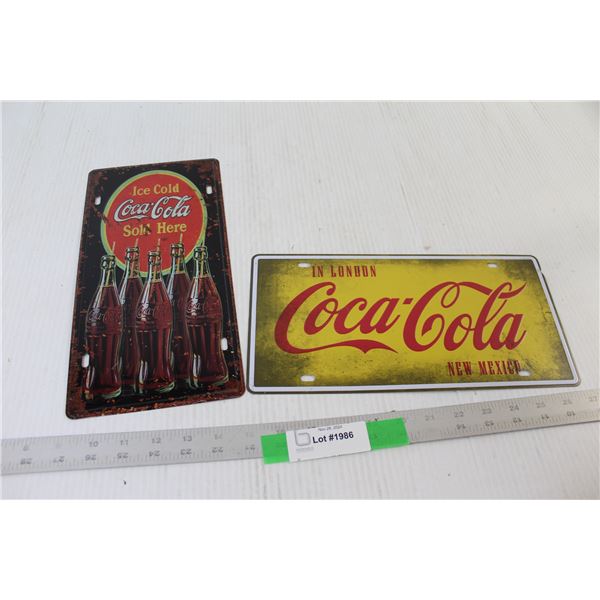 Ice Cold
Coca-Cola
Sold Here
IN LONDON
Coca-Cola
NEW MEXICO
Lot #1986